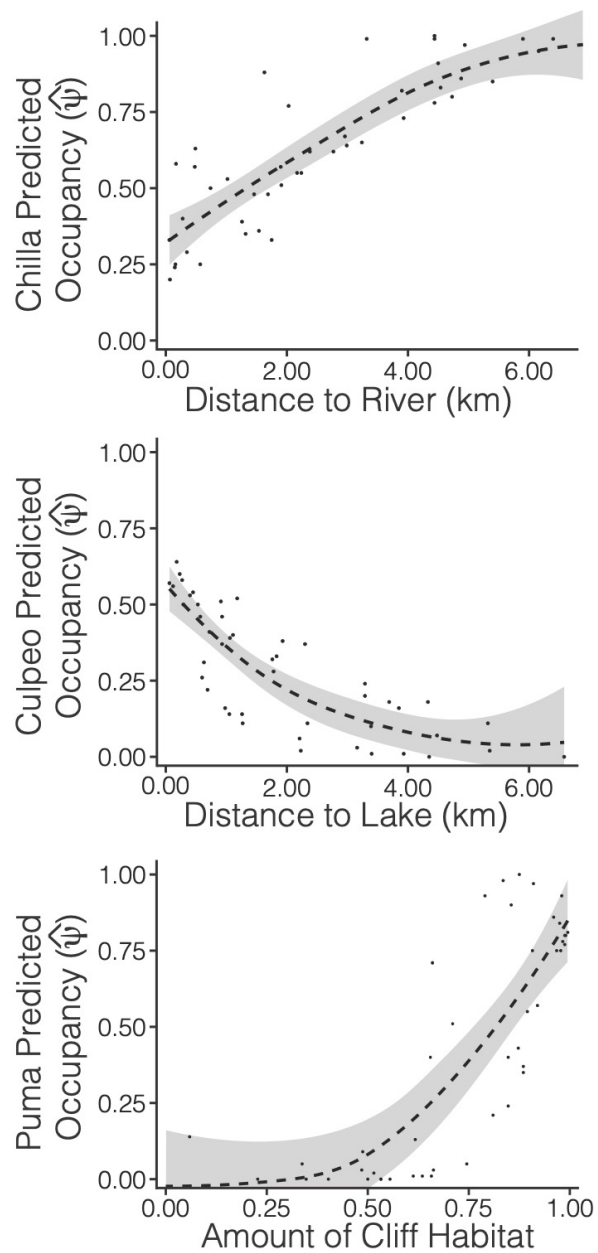 Chilla Predicted
Occupancy (ψ̂)
1.00
0.75
0.50
0.25
0.00
0.00 2.00 4.00 6.00
Distance to River (km)
Culpeo Predicted
Occupancy (ψ̂)
1.00
0.75
0.50
0.25
0.00
0.00 2.00 4.00 6.00
Distance to Lake (km)
Puma Predicted
Occupancy (ψ̂)
1.00
0.75
0.50
0.25
0.00
0.00 0.25 0.50 0.75 1.00
Amount of Cliff Habitat